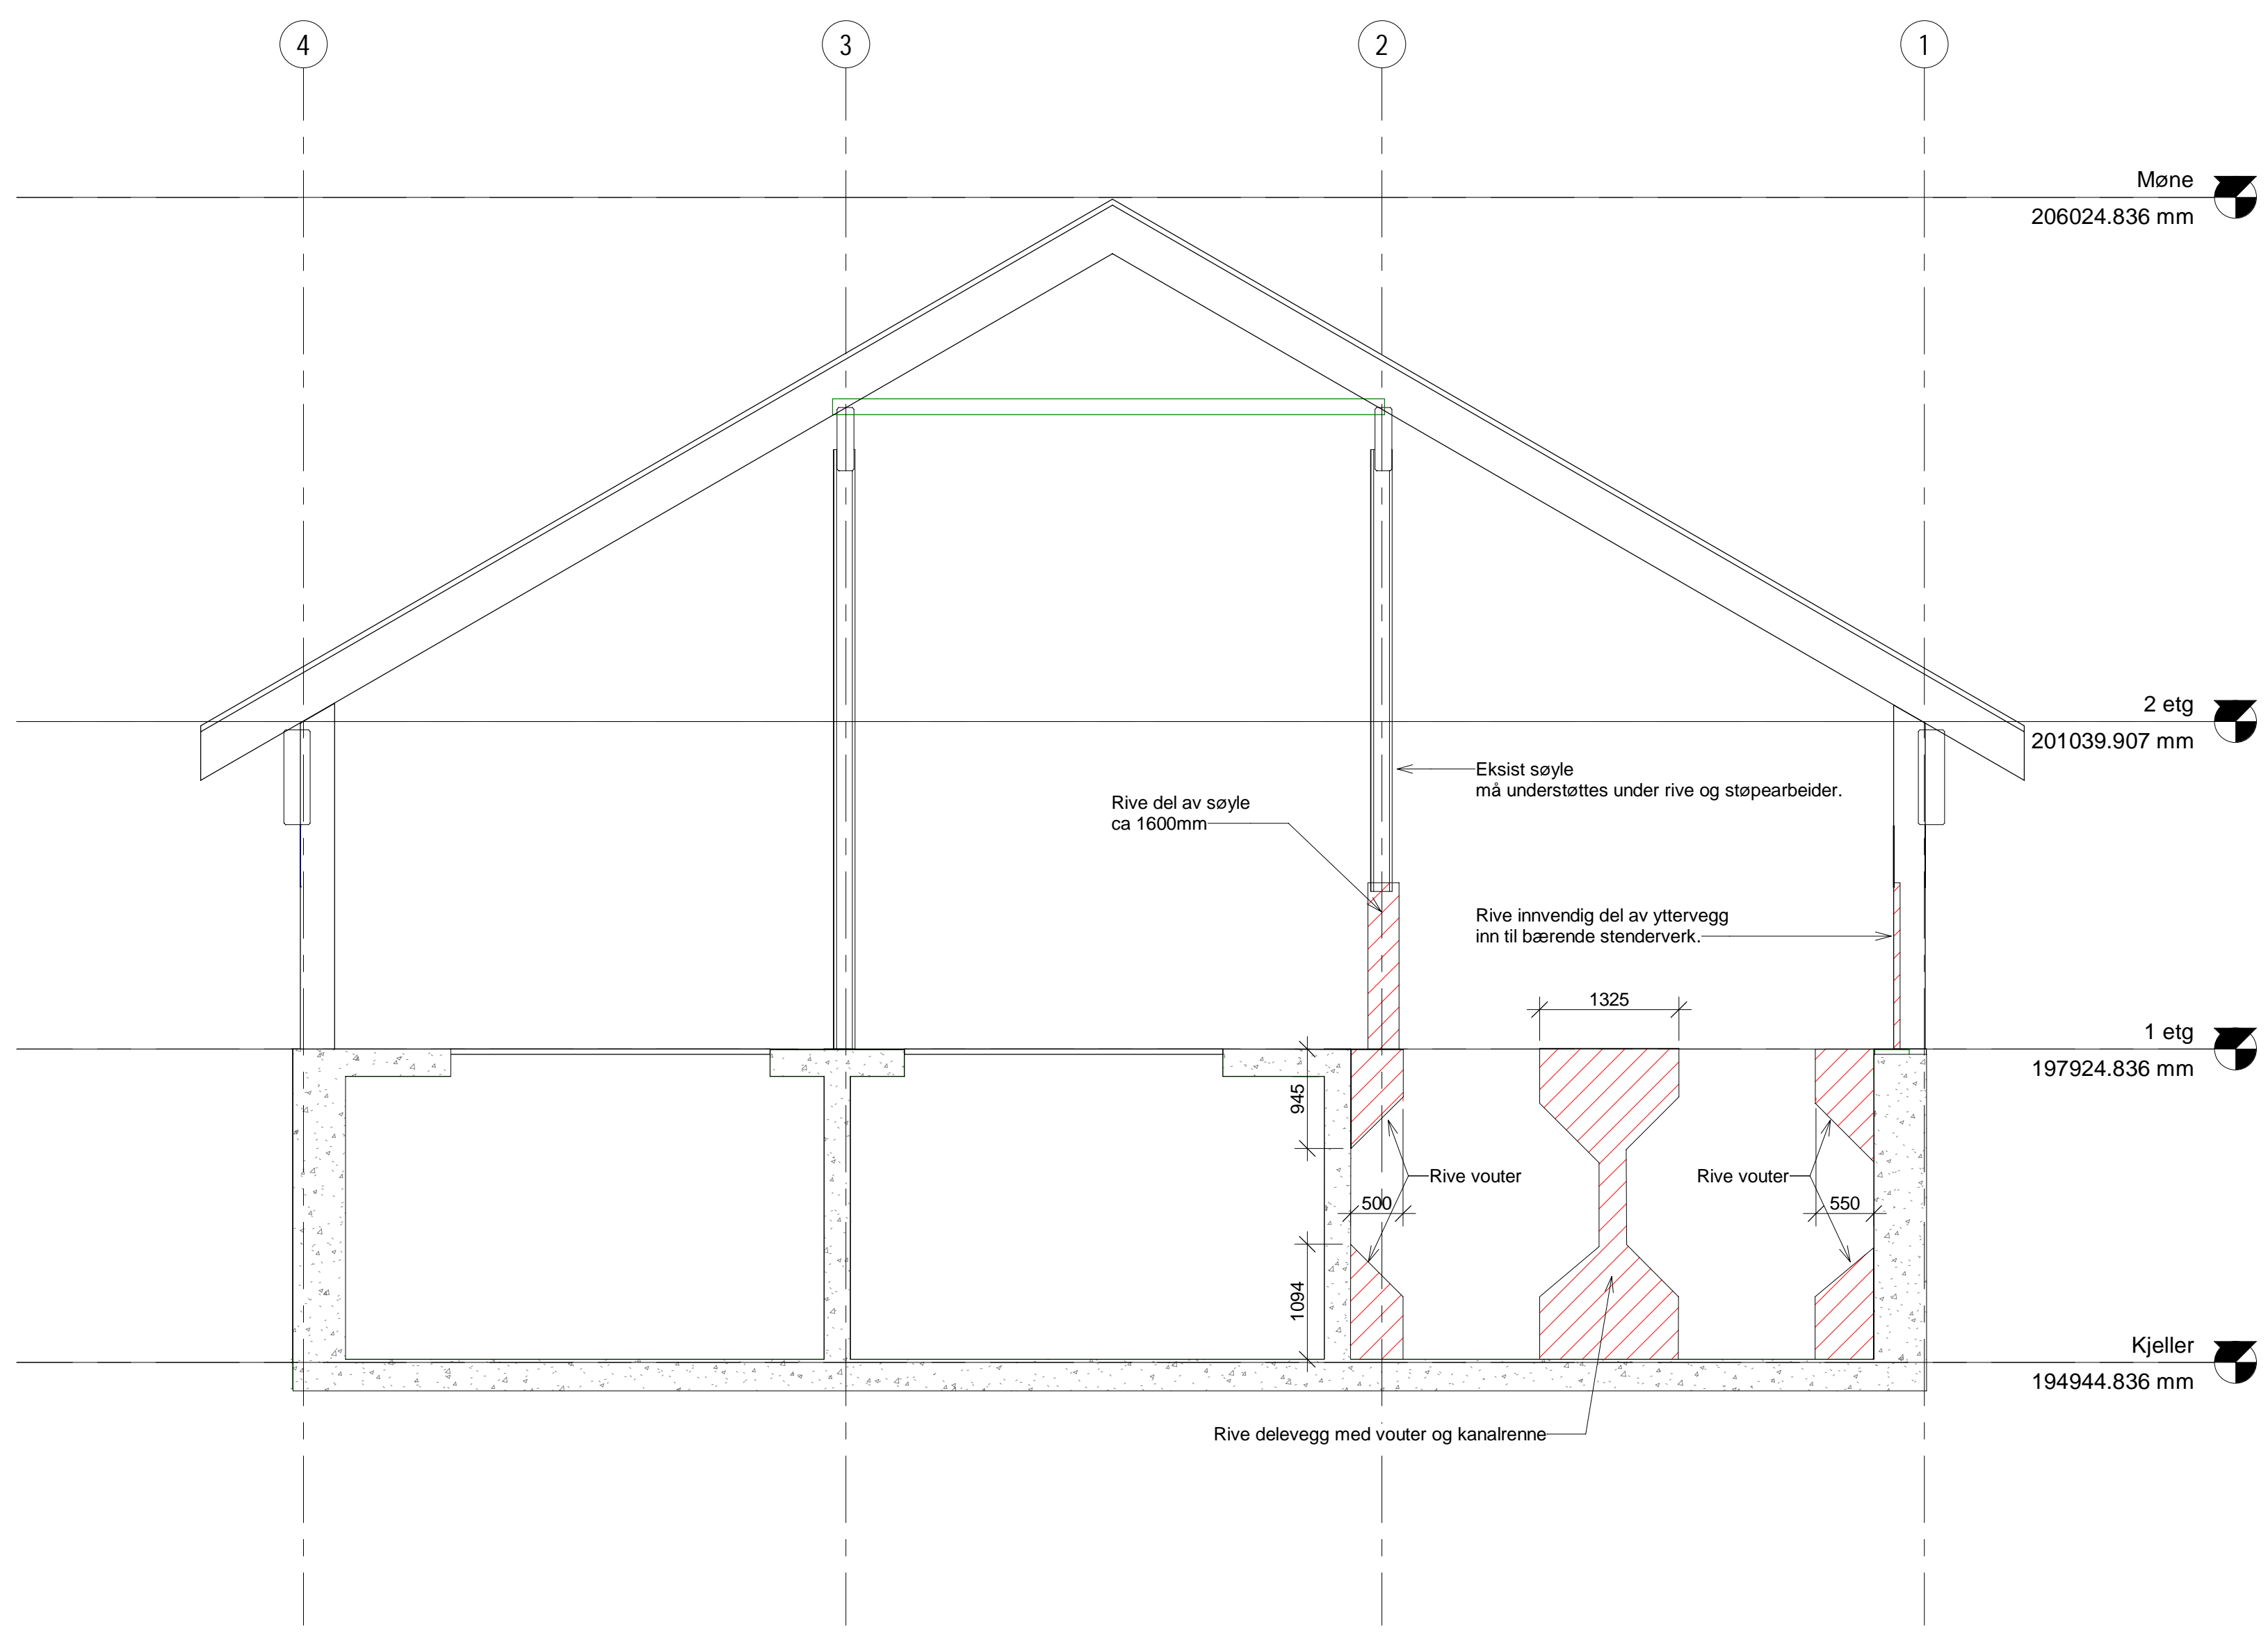 4
3
2
1
Møne
206024.836 mm
2 etg
201039.907 mm
Eksist søyle
må understøttes under rive og støpearbeider.
Rive del av søyle
ca 1600mm
Rive innvendig del av yttervegg
inn til bærende stenderverk.
1325
1 etg
197924.836 mm
945
Rive vouter
Rive vouter
500
550
1094
Kjeller
194944.836 mm
Rive delevegg med vouter og kanalrenne